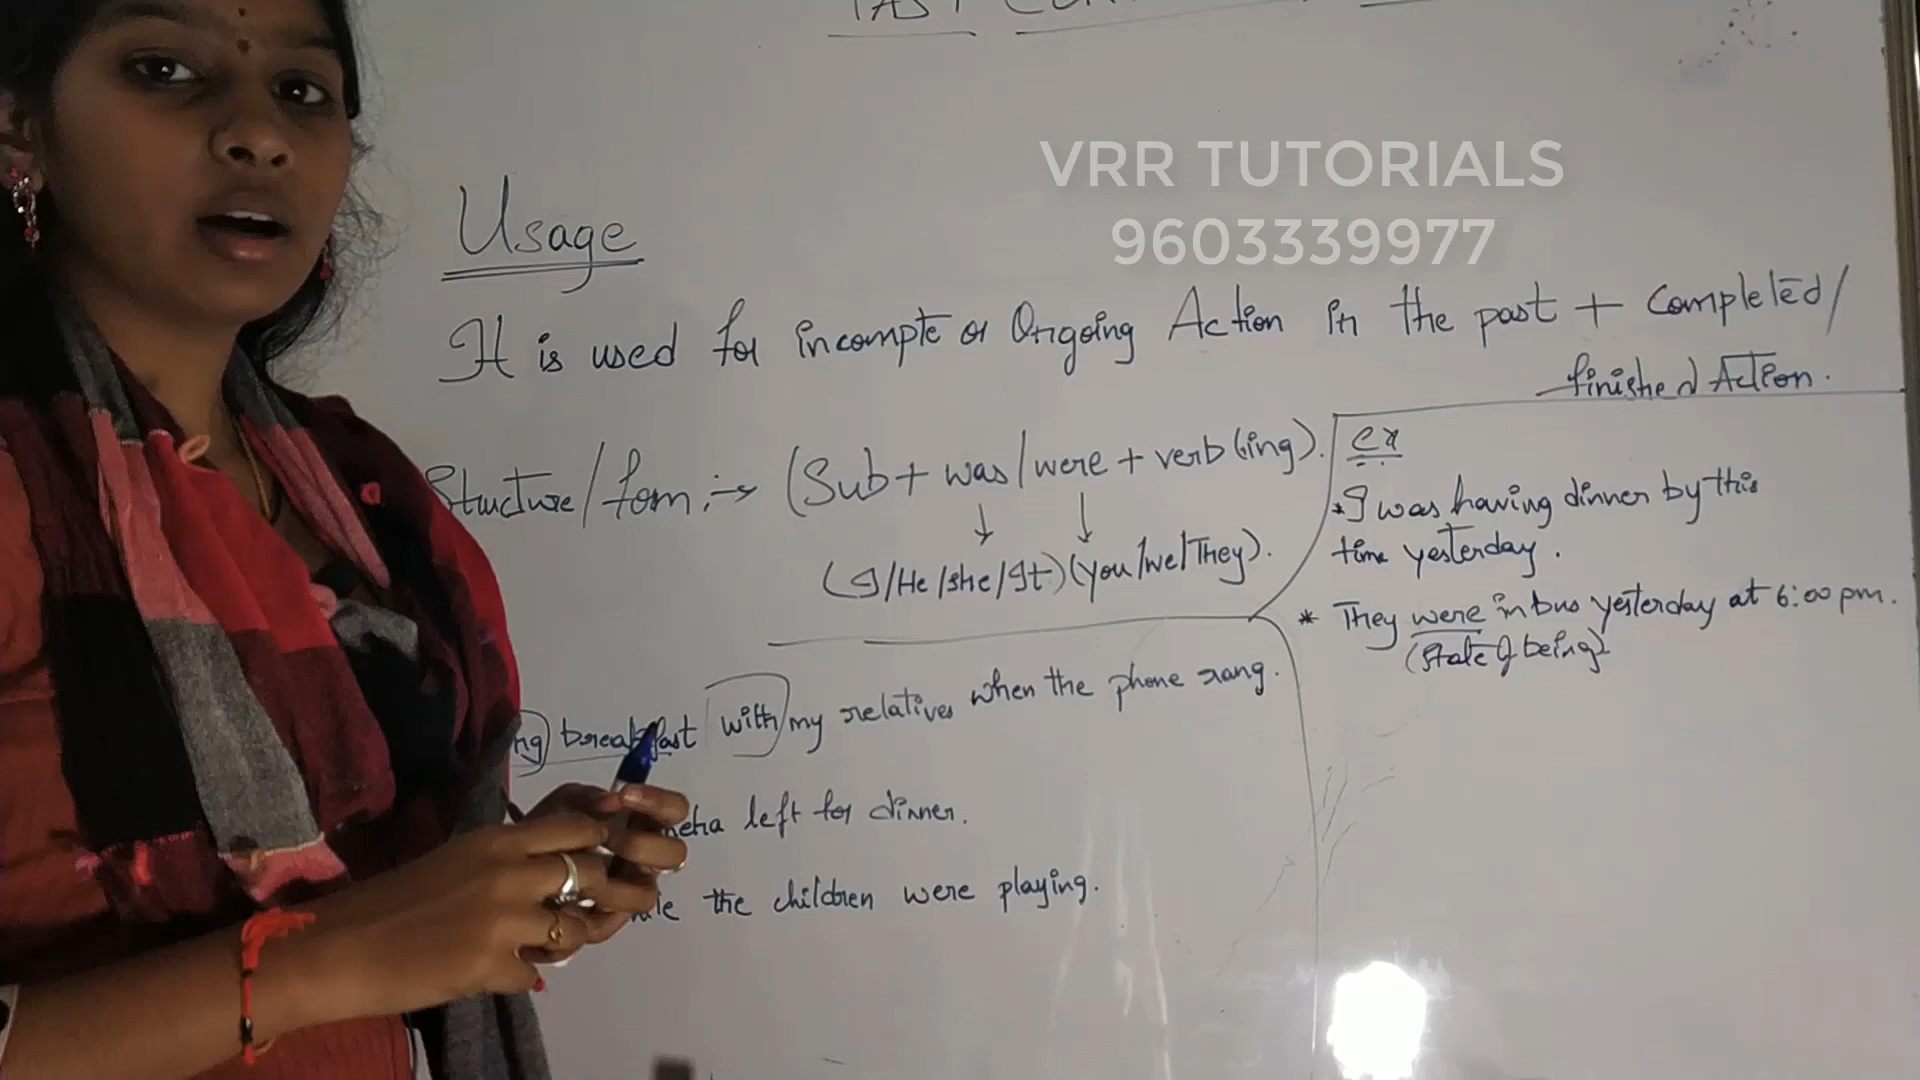 PAST
VRR TUTORIALS
9603339977
Usage
It is used for incompte or Ongoing Action in the past + Completed/
finished Action.
Structure/form :→ (Sub + was/were + verb (ing).
(I/He/she/It) (you/we/They).
ex
* I was having dinner by this
time yesterday.
* They were in bus yesterday at 6:00 pm.
(state of being)
ng breakfast with my relatives when the phone rang.
neha left for dinner.
the children were playing.